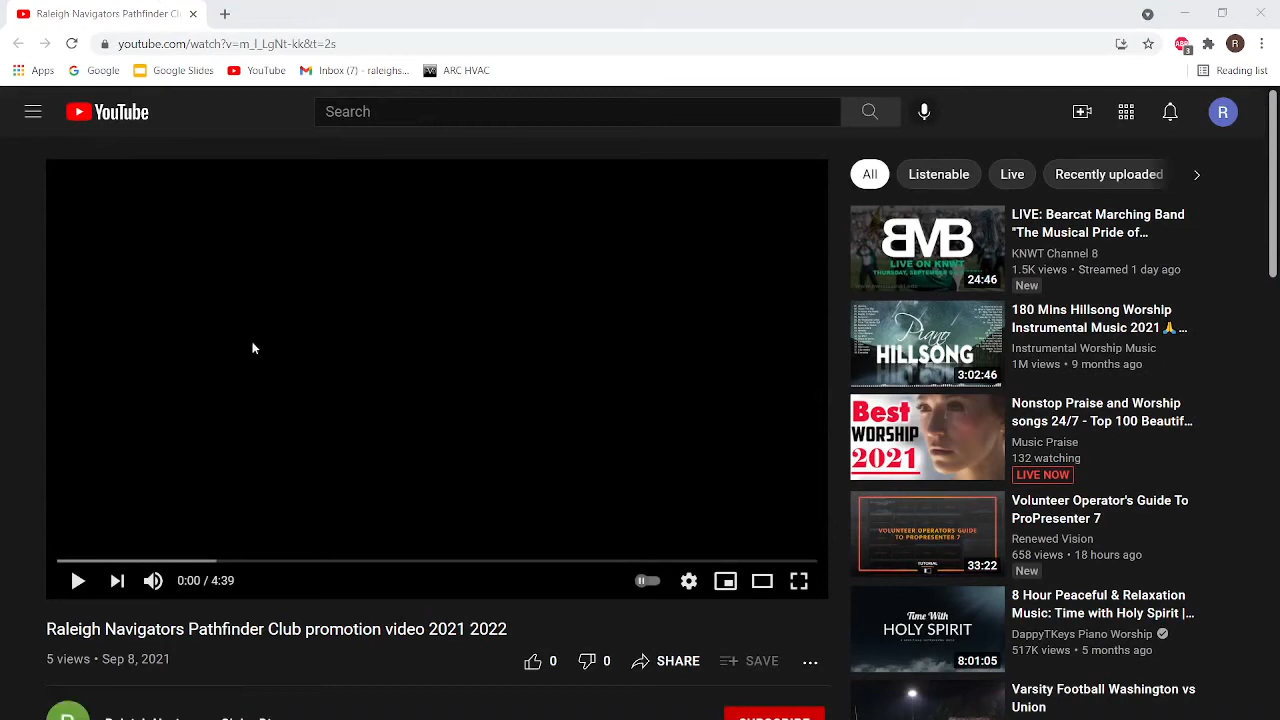 Raleigh Navigators Pathfinder Cl
youtube.com/watch?v=m_l_LgNt-kk&t=2s
ABP
3
R
Apps
Google
Google Slides
YouTube
Inbox (7) - raleighs...
ARC HVAC
Reading list
YouTube
Search
R
All
Listenable
Live
Recently uploaded
BMB
LIVE ON KNWT
24:46
LIVE: Bearcat Marching Band
"The Musical Pride of...
KNWT Channel 8
1.5K views • Streamed 1 day ago
New
Piano
HILLSONG
3:02:46
180 MIns HIllsong Worship
Instrumental Music 2021 🙏 ...
Instrumental Worship Music
1M views • 9 months ago
Best
WORSHIP
2021
Nonstop Praise and Worship
songs 24/7 - Top 100 Beautif...
Music Praise
132 watching
LIVE NOW
VOLUNTEER OPERATORS GUIDE
TO PROPRESENTER 7
TUTORIAL
33:22
Volunteer Operator's Guide To
ProPresenter 7
Renewed Vision
658 views • 18 hours ago
New
Time With
HOLY SPIRIT
8:01:05
8 Hour Peaceful & Relaxation
Music: Time with Holy Spirit |...
DappyTKeys Piano Worship
517K views • 5 months ago
Varsity Football Washington vs
Union
0:00 / 4:39
Raleigh Navigators Pathfinder Club promotion video 2021 2022
5 views • Sep 8, 2021
0
0
SHARE
SAVE